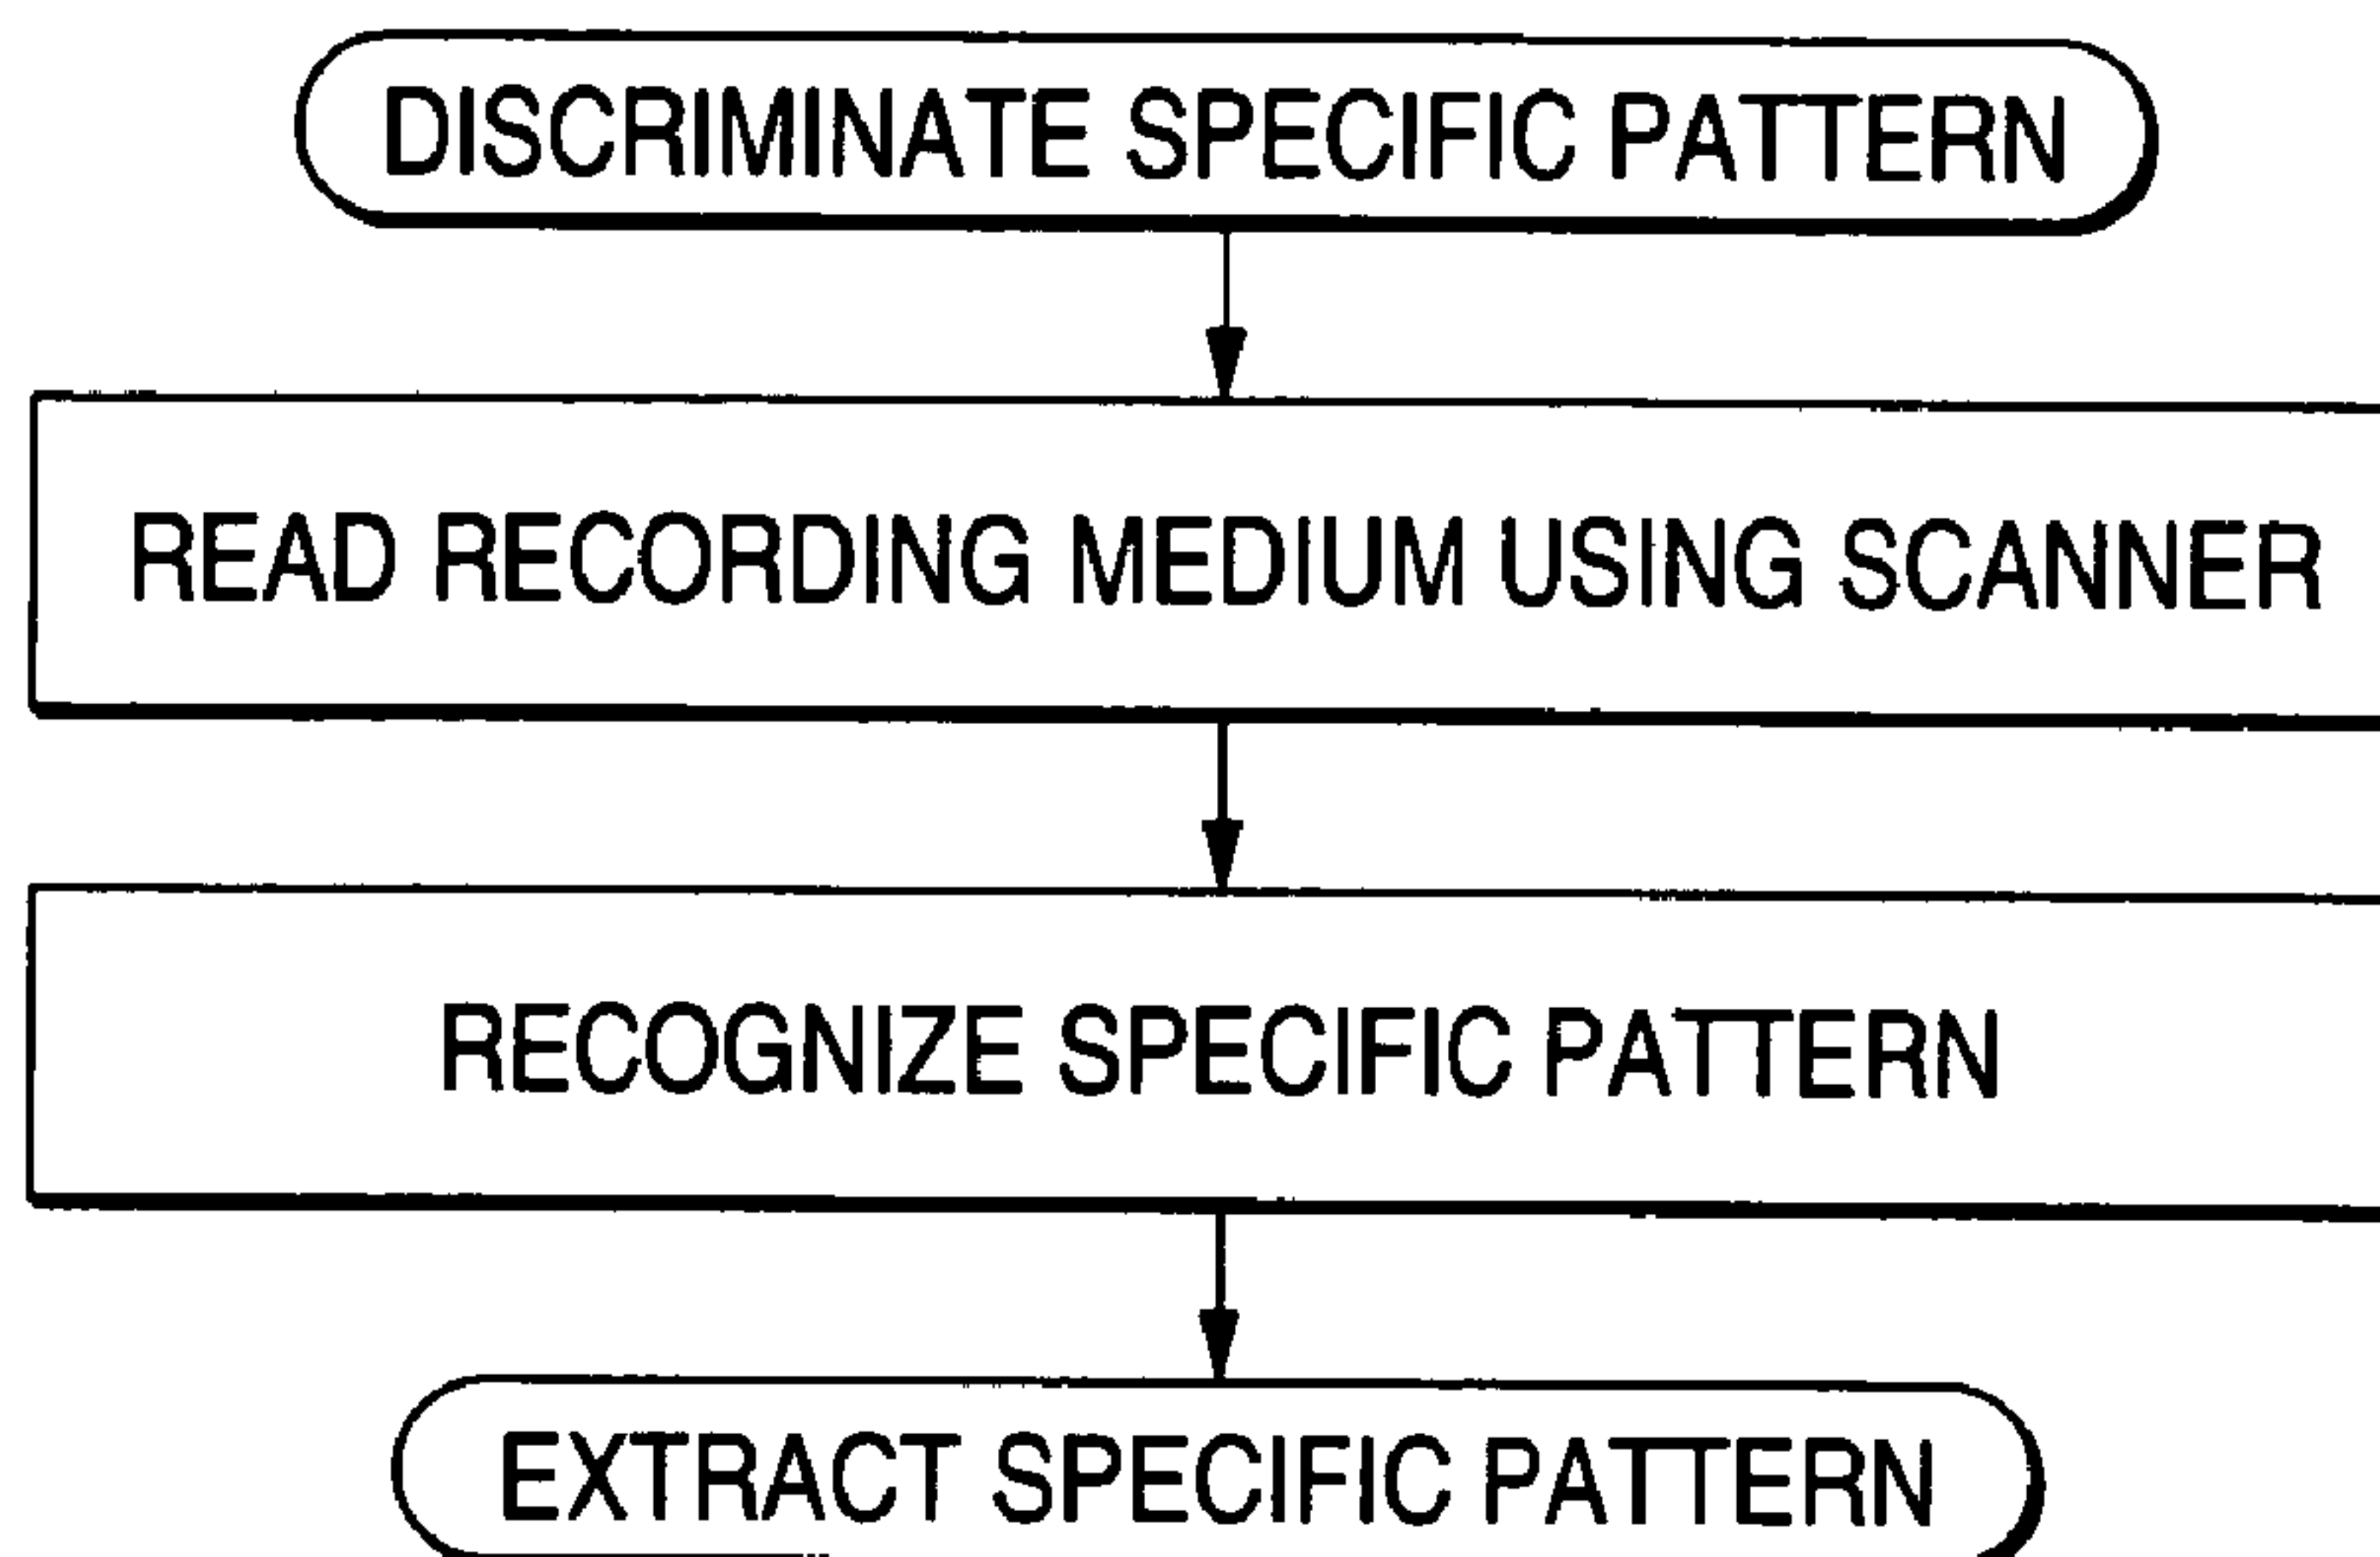 DISCRIMINATE SPECIFIC PATTERN
READ RECORDING MEDIUM USING SCANNER
RECOGNIZE SPECIFIC PATTERN
EXTRACT SPECIFIC PATTERN